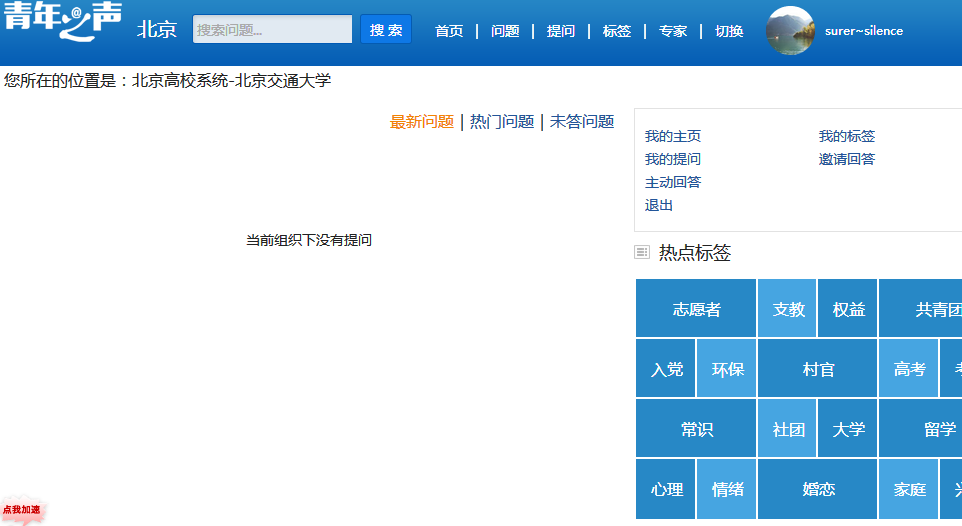 青年之声 北京 搜索问题... 搜 索 首页 | 问题 | 提问 | 标签 | 专家 | 切换 surer~silence
您所在的位置是：北京高校系统-北京交通大学
最新问题 | 热门问题 | 未答问题
当前组织下没有提问
我的主页 我的标签
我的提问 邀请回答
主动回答
退出
热点标签
志愿者 支教 权益 共青团
入党 环保 村官 高考
常识 社团 大学 留学
心理 情绪 婚恋 家庭
点我加速